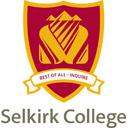 BEST OF ALL - INQUIRE
Selkirk College